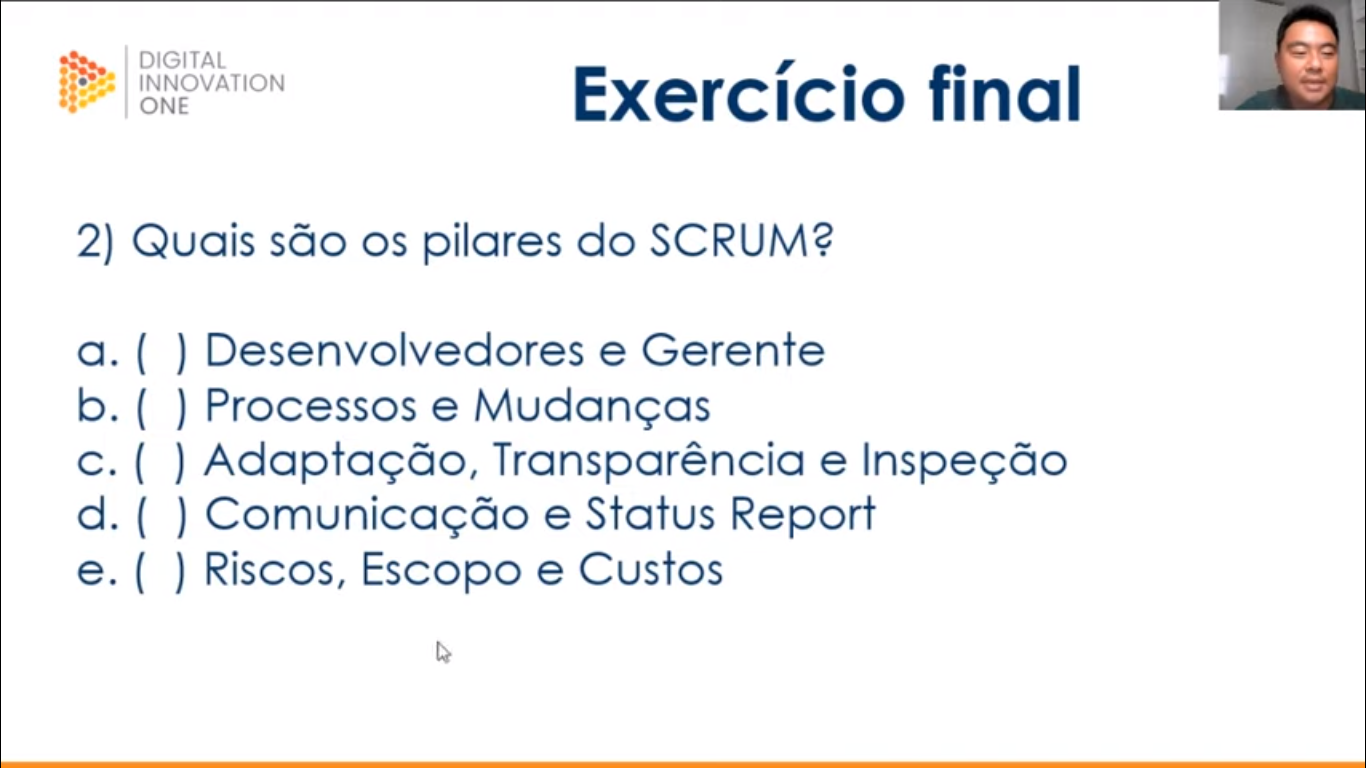 DIGITAL
INNOVATION
ONE
Exercício final
2) Quais são os pilares do SCRUM?
a. ( ) Desenvolvedores e Gerente
b. ( ) Processos e Mudanças
c. ( ) Adaptação, Transparência e Inspeção
d. ( ) Comunicação e Status Report
e. ( ) Riscos, Escopo e Custos